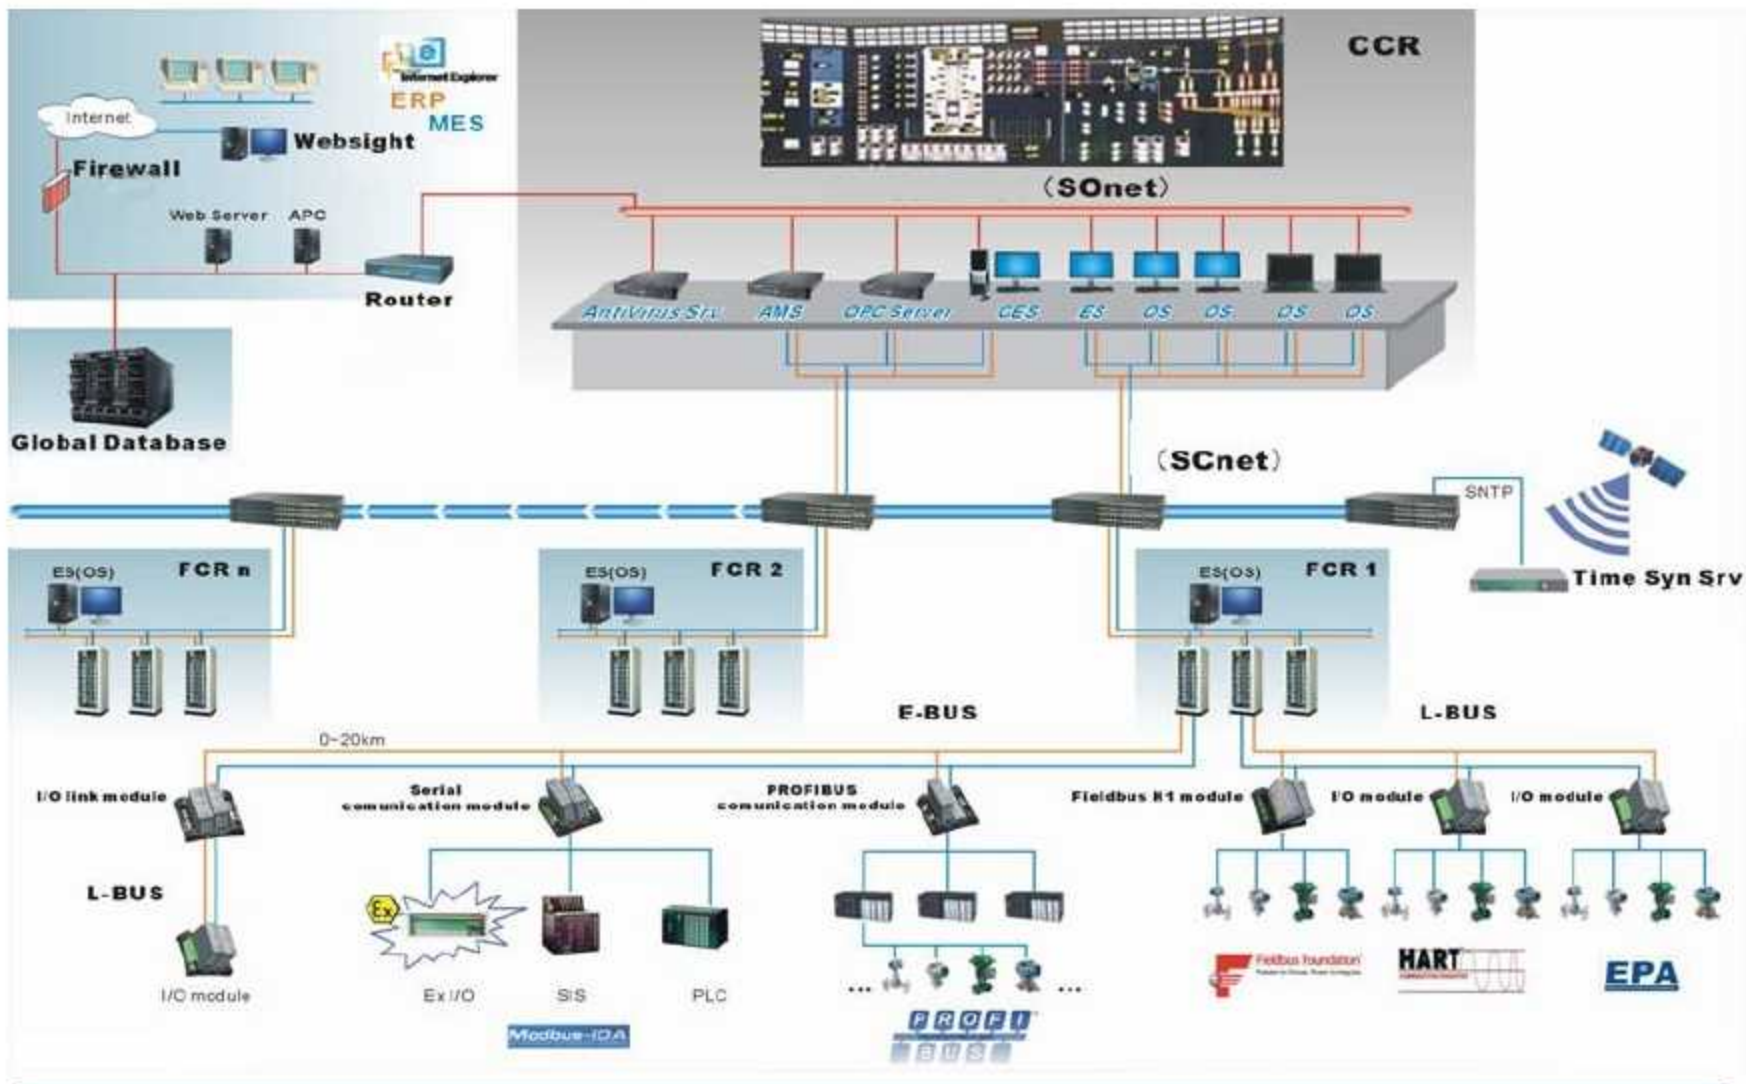 CCR
Internet Explorer
ERP
MES
Internet
Websight
Firewall
(SOnet)
Web Server
APC
Router
AntiVirus Srv
AMS
OPC Server
CES
ES
OS
OS
OS
OS
Global Database
(SCnet)
SNTP
Time Syn Srv
ES(OS)
FCR n
ES(OS)
FCR 2
ES(OS)
FCR 1
E-BUS
L-BUS
0~20km
I/O link module
Serial
comunication module
PROFIBUS
comunication module
Fieldbus H1 module
I/O module
I/O module
L-BUS
Ex
I/O module
Ex I/O
SIS
PLC
Modbus-IDA
...
...
PROFI
BUS
Fieldbus Foundation
HART
EPA